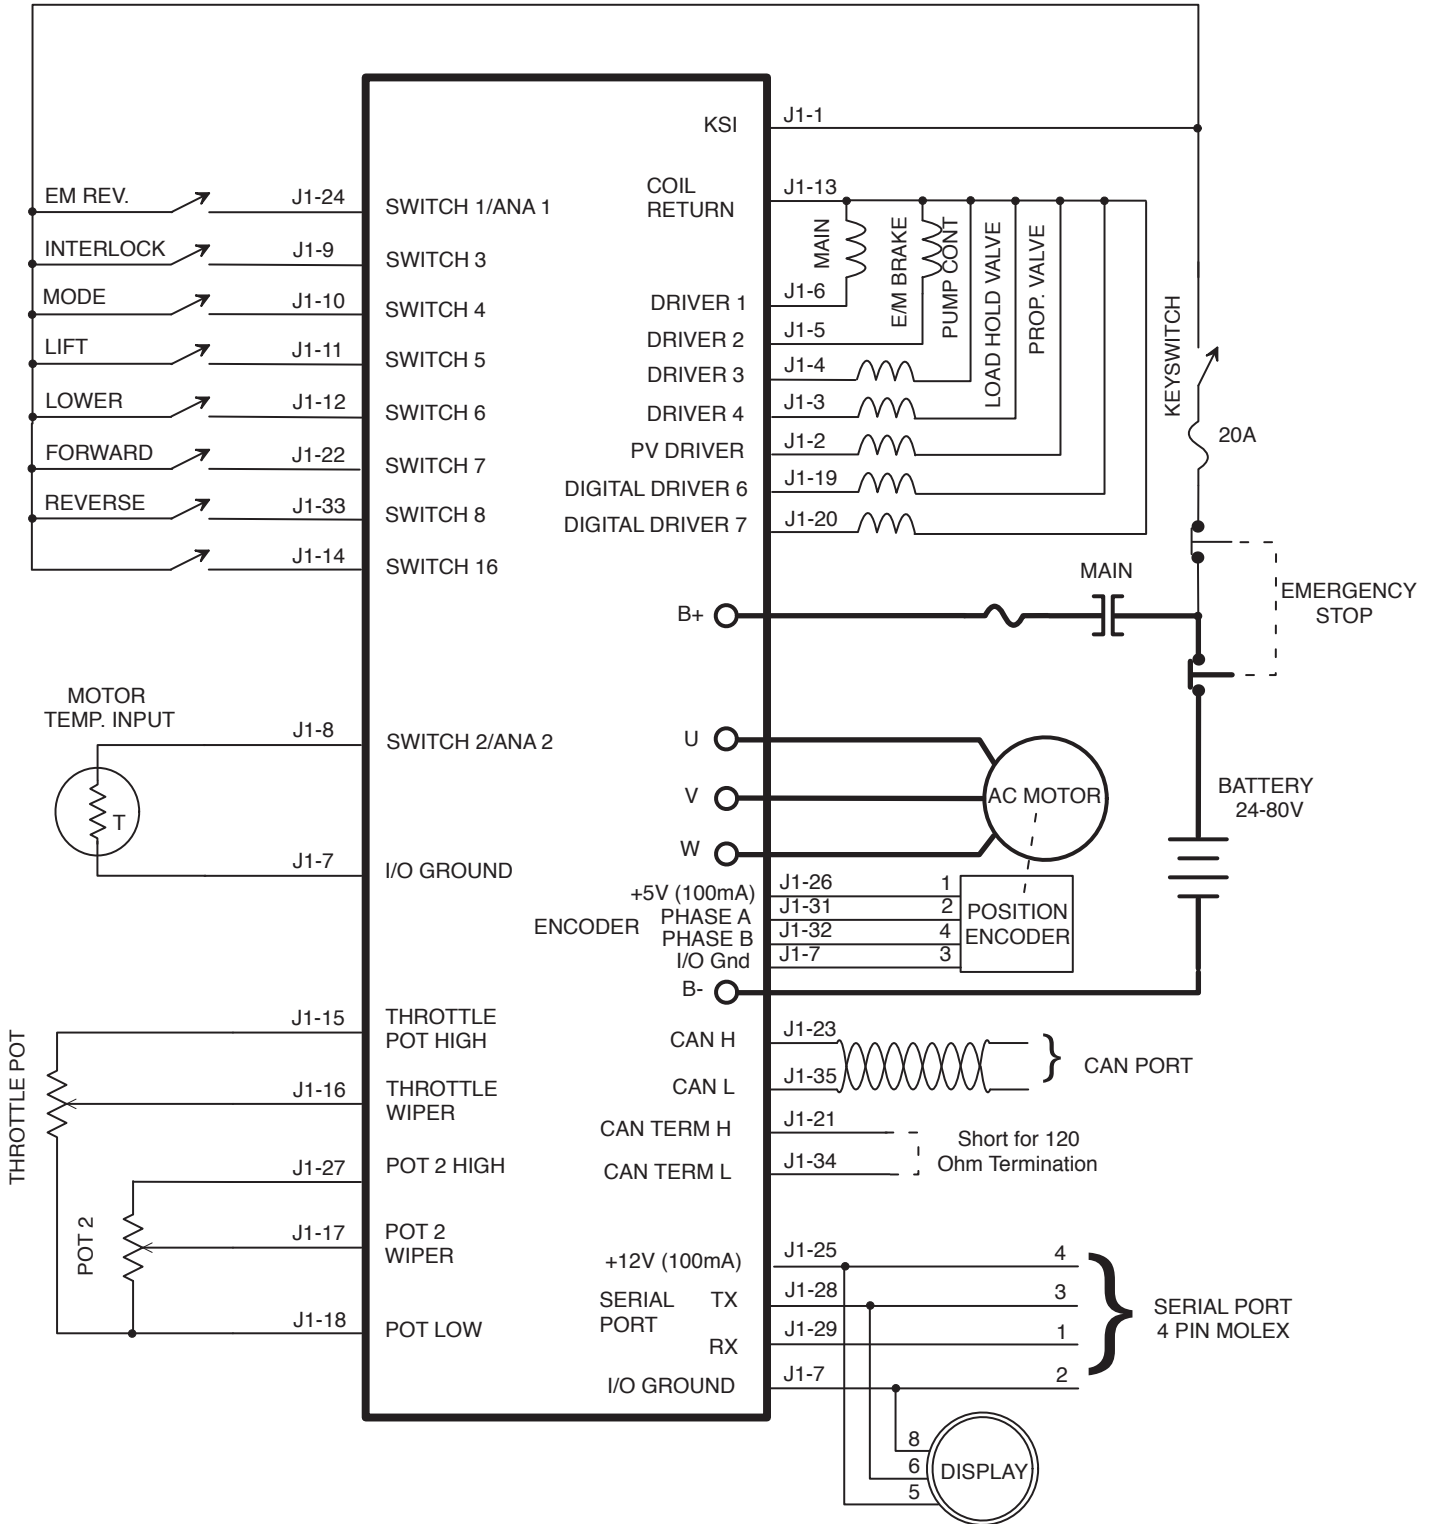 KSI
J1-1
COIL
RETURN
J1-13
EM REV.
J1-24
SWITCH 1/ANA 1
INTERLOCK
J1-9
SWITCH 3
MODE
J1-10
SWITCH 4
LIFT
J1-11
SWITCH 5
LOWER
J1-12
SWITCH 6
FORWARD
J1-22
SWITCH 7
REVERSE
J1-33
SWITCH 8
J1-14
SWITCH 16
MAIN
E/M BRAKE
PUMP CONT
LOAD HOLD VALVE
PROP. VALVE
DRIVER 1
J1-6
DRIVER 2
J1-5
DRIVER 3
J1-4
DRIVER 4
J1-3
PV DRIVER
J1-2
DIGITAL DRIVER 6
J1-19
DIGITAL DRIVER 7
J1-20
KEYSWITCH
20A
MAIN
EMERGENCY
STOP
B+
MOTOR
TEMP. INPUT
T
J1-8
SWITCH 2/ANA 2
J1-7
I/O GROUND
U
V
W
AC MOTOR
BATTERY
24-80V
ENCODER
+5V (100mA)
J1-26
1
PHASE A
J1-31
2
PHASE B
J1-32
4
I/O Gnd
J1-7
3
POSITION
ENCODER
B-
THROTTLE POT
J1-15
THROTTLE
POT HIGH
J1-16
THROTTLE
WIPER
J1-27
POT 2 HIGH
POT 2
J1-17
POT 2
WIPER
J1-18
POT LOW
CAN H
J1-23
CAN L
J1-35
}
CAN PORT
CAN TERM H
J1-21
CAN TERM L
J1-34
Short for 120
Ohm Termination
+12V (100mA)
J1-25
4
SERIAL
PORT
TX
J1-28
3
RX
J1-29
1
I/O GROUND
J1-7
2
}
SERIAL PORT
4 PIN MOLEX
8
6
5
DISPLAY